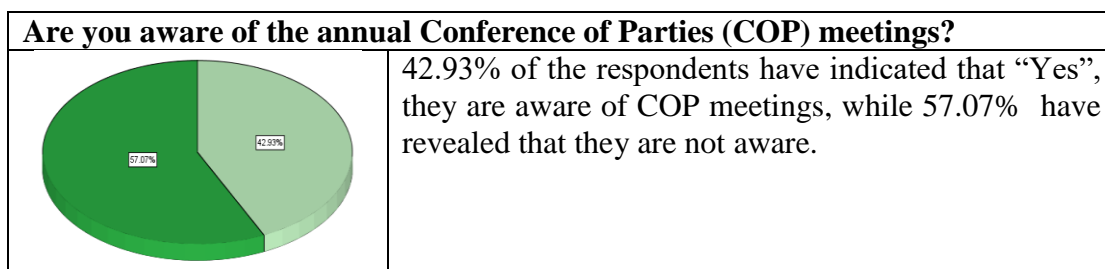 Are you aware of the annual Conference of Parties (COP) meetings?
42.93%
57.07%
42.93% of the respondents have indicated that “Yes”,
they are aware of COP meetings, while 57.07% have
revealed that they are not aware.